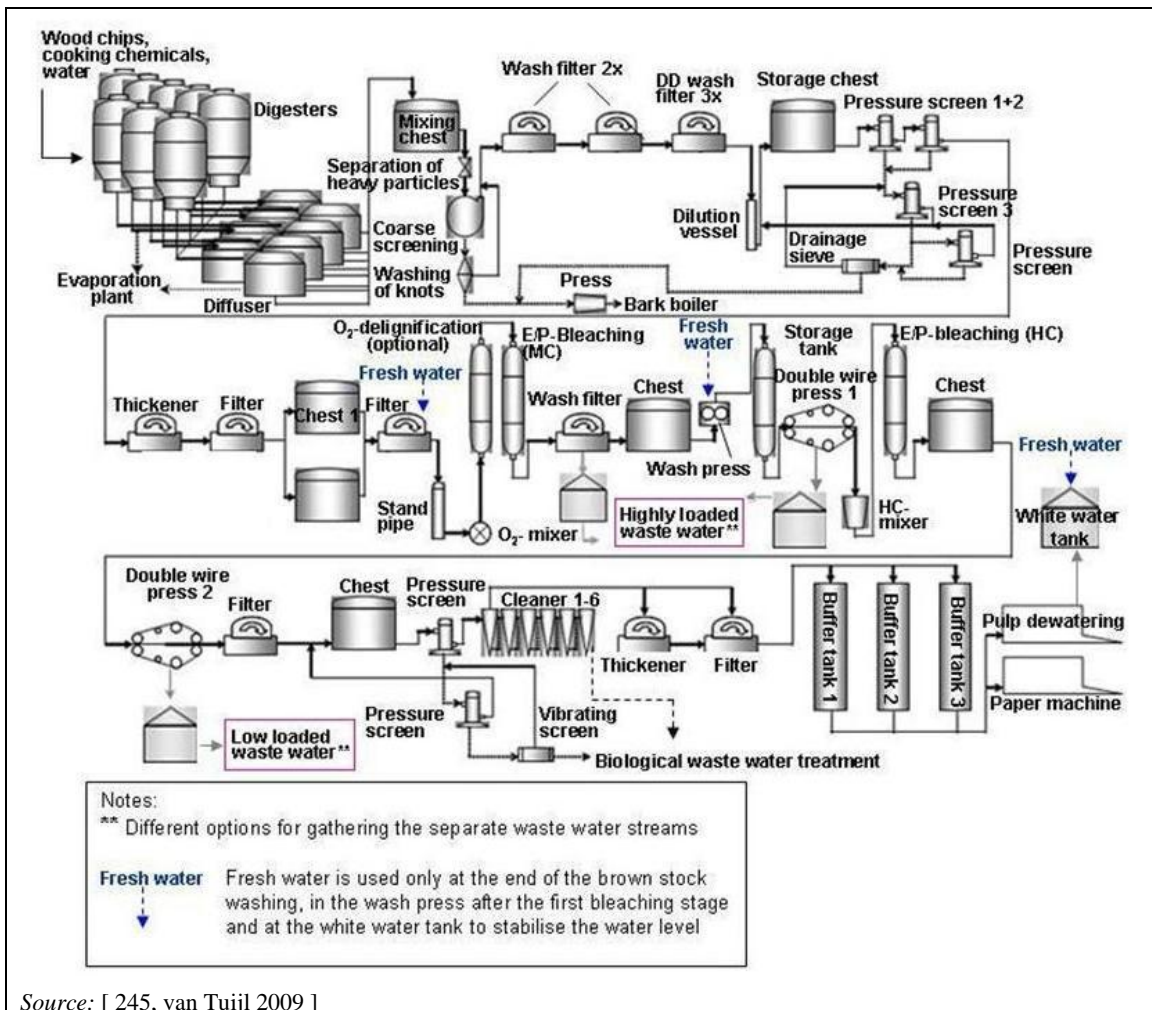 Wood chips,
cooking chemicals,
water
Digesters
Evaporation
plant
Diffuser
Mixing
chest
Separation of
heavy particles
Coarse
screening
Washing
of knots
Press
Bark boiler
Wash filter 2x
DD wash
filter 3x
Storage chest
Pressure screen 1+2
Dilution
vessel
Drainage
sieve
Pressure
screen 3
Pressure
screen
Thickener
Filter
Chest 1
Filter
Fresh water
O2-delignification
(optional)
Stand
pipe
O2- mixer
E/P-Bleaching
(MC)
Wash filter
Chest
Highly loaded
waste water**
Fresh
water
Wash press
Storage
tank
Double wire
press 1
HC-
mixer
E/P-bleaching (HC)
Chest
Fresh water
White water
tank
Double wire
press 2
Low loaded
waste water**
Filter
Chest
Pressure
screen
Cleaner 1-6
Pressure
screen
Vibrating
screen
Biological waste water treatment
Thickener
Filter
Buffer tank 1
Buffer tank 2
Buffer tank 3
Pulp dewatering
Paper machine
Notes:
** Different options for gathering the separate waste water streams
Fresh water Fresh water is used only at the end of the brown stock
washing, in the wash press after the first bleaching stage
and at the white water tank to stabilise the water level
Source: [ 245, van Tuijl 2009 ]